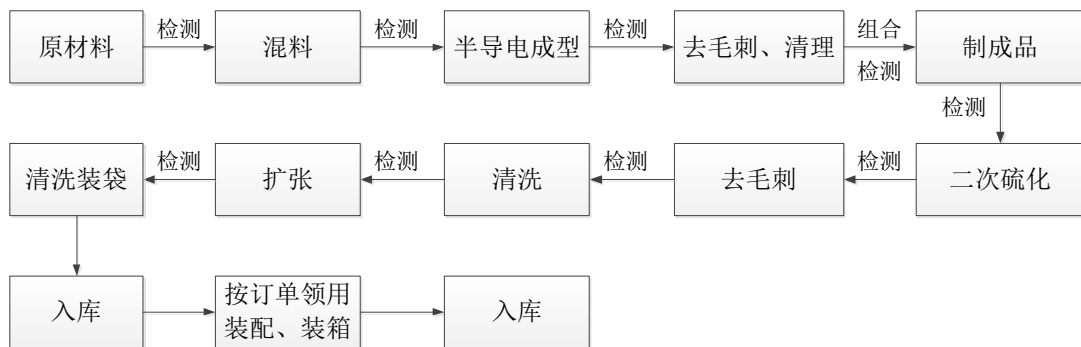 原材料
检测
混料
检测
半导电成型
检测
去毛刺、清理
组合
检测
制成品
检测
二次硫化
检测
去毛刺
检测
清洗
检测
扩张
检测
清洗装袋
入库
按订单领用
装配、装箱
入库